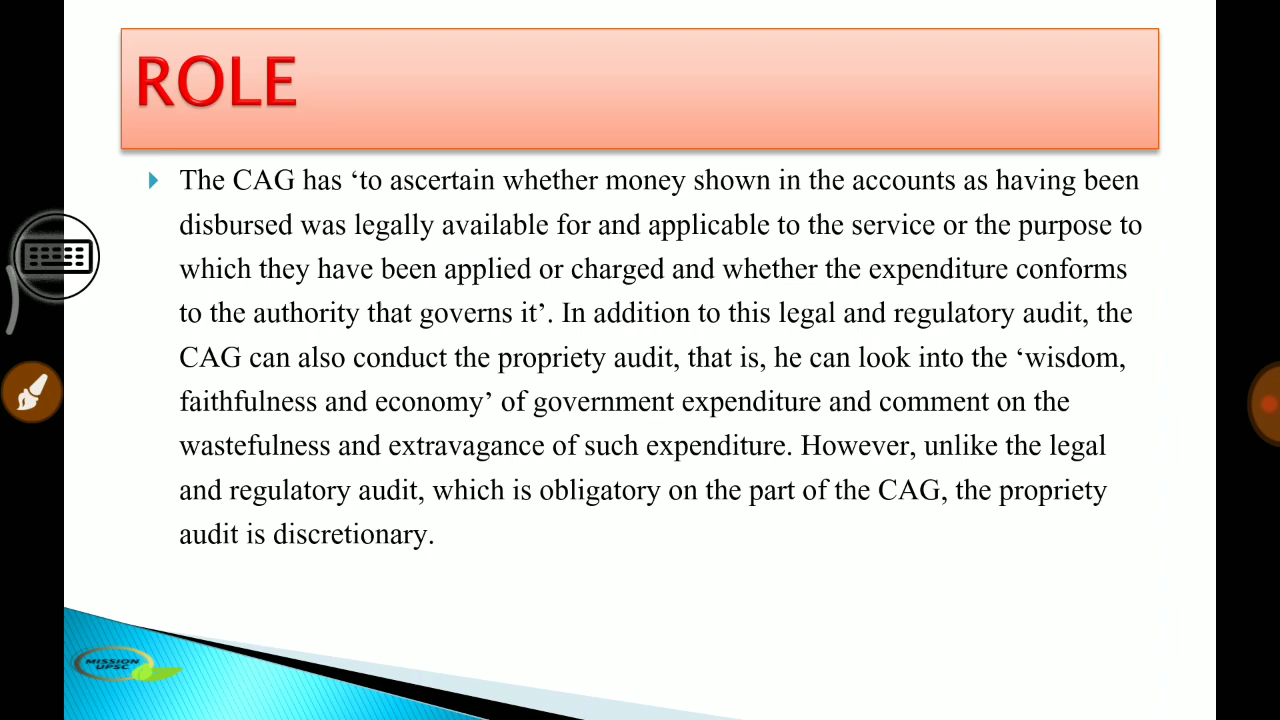 ROLE
The CAG has ‘to ascertain whether money shown in the accounts as having been
disbursed was legally available for and applicable to the service or the purpose to
which they have been applied or charged and whether the expenditure conforms
to the authority that governs it’. In addition to this legal and regulatory audit, the
CAG can also conduct the propriety audit, that is, he can look into the ‘wisdom,
faithfulness and economy’ of government expenditure and comment on the
wastefulness and extravagance of such expenditure. However, unlike the legal
and regulatory audit, which is obligatory on the part of the CAG, the propriety
audit is discretionary.
MISSION
UPSC